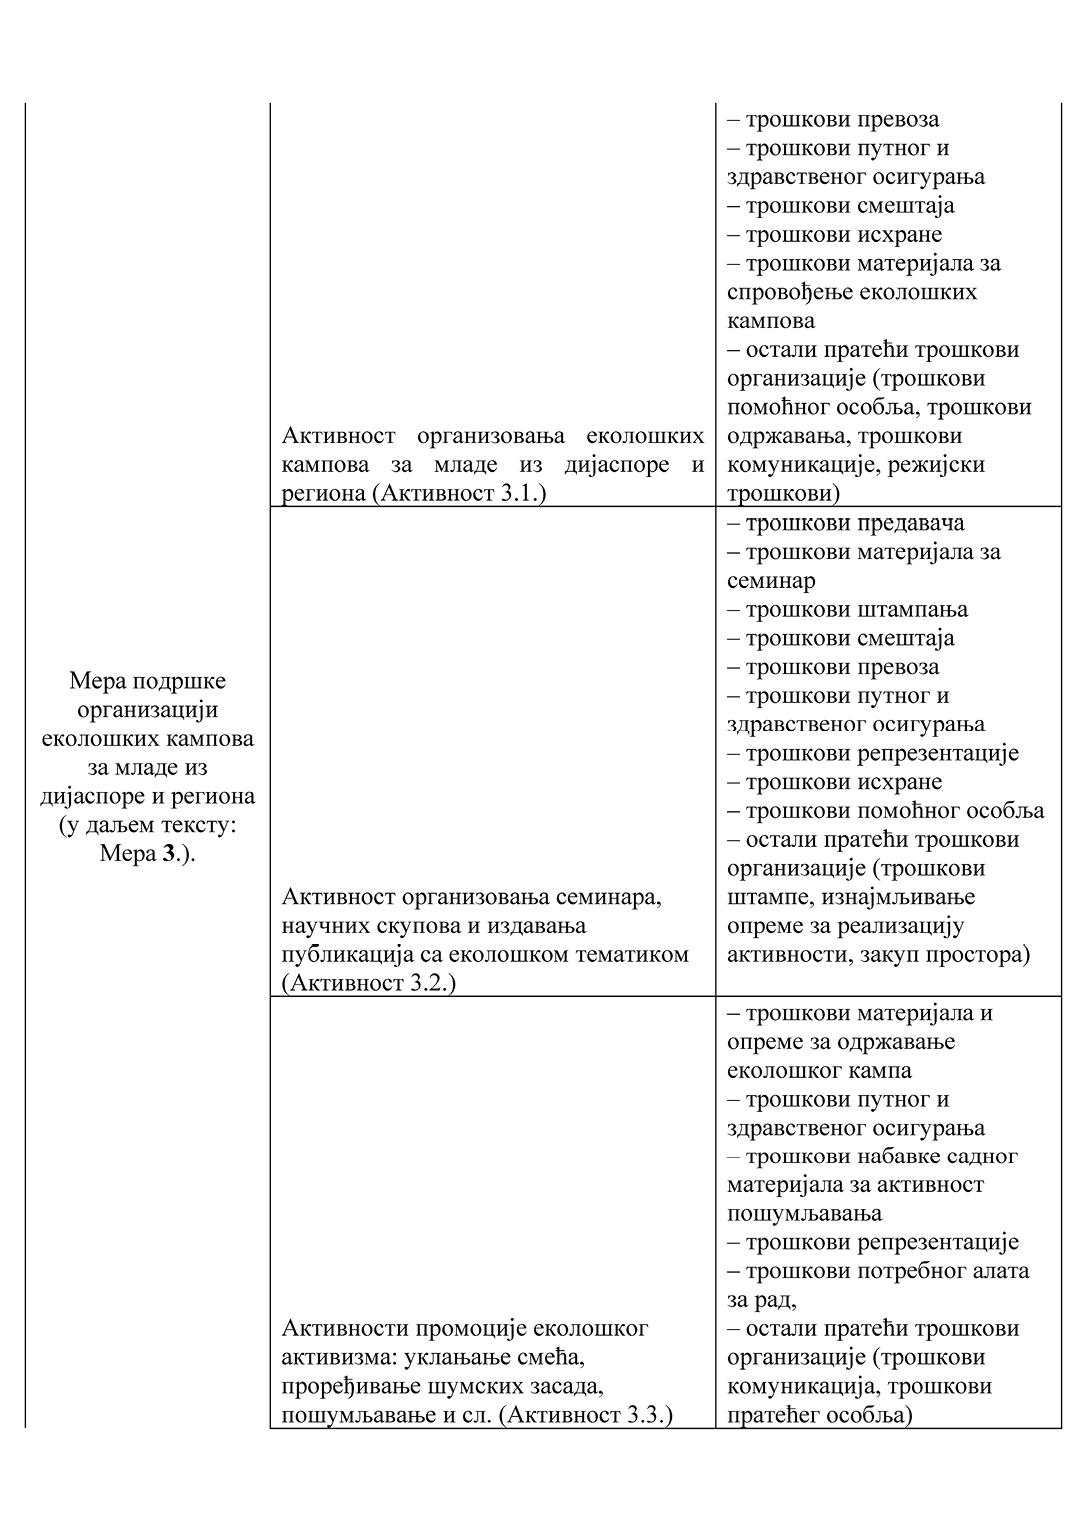 Мера подршке
организацији
еколошких кампова
за младе из
дијаспоре и региона
(у даљем тексту:
Мера 3.).
Активност организовања еколошких
кампова за младе из дијаспоре и
региона (Активност 3.1.)
– трошкови превоза
– трошкови путног и
здравственог осигурања
– трошкови смештаја
– трошкови исхране
– трошкови материјала за
спровођење еколошких
кампова
– остали пратећи трошкови
организације (трошкови
помоћног особља, трошкови
одржавања, трошкови
комуникације, режијски
трошкови)
Активност организовања семинара,
научних скупова и издавања
публикација са еколошком тематиком
(Активност 3.2.)
– трошкови предавача
– трошкови материјала за
семинар
– трошкови штампања
– трошкови смештаја
– трошкови превоза
– трошкови путног и
здравственог осигурања
– трошкови репрезентације
– трошкови исхране
– трошкови помоћног особља
– остали пратећи трошкови
организације (трошкови
штампе, изнајмљивање
опреме за реализацију
активности, закуп простора)
Активности промоције еколошког
активизма: уклањање смећа,
проређивање шумских засада,
пошумљавање и сл. (Активност 3.3.)
– трошкови материјала и
опреме за одржавање
еколошког кампа
– трошкови путног и
здравственог осигурања
– трошкови набавке садног
материјала за активност
пошумљавања
– трошкови репрезентације
– трошкови потребног алата
за рад,
– остали пратећи трошкови
организације (трошкови
комуникација, трошкови
пратећег особља)